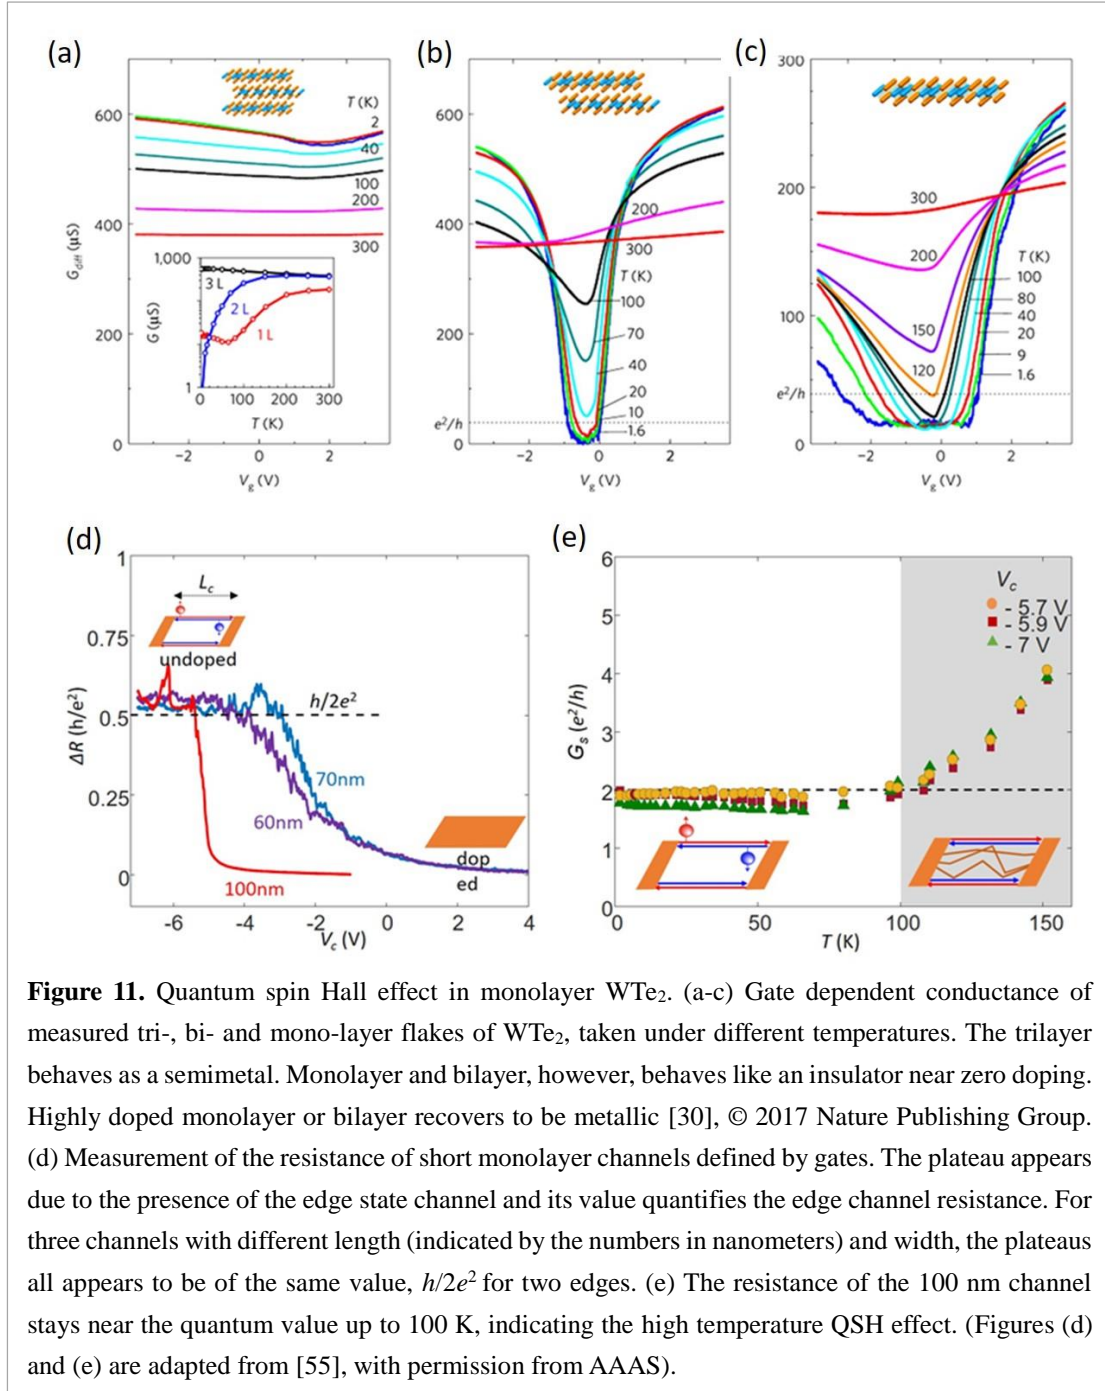 (a)
(b)
(c)
T (K)
2
40
100
200
300
600
400
200
0
G_diff (μS)
1,000
G (μS)
1
3 L
2 L
1 L
0
100
200
300
T (K)
-2
0
2
V_g (V)
600
400
200
e²/h
0
200
300
T (K)
100
70
40
20
10
1.6
-2
0
2
V_g (V)
300
200
100
e²/h
0
300
200
150
120
T (K)
100
80
40
20
9
1.6
-2
0
2
V_g (V)
(d)
(e)
1
0.75
0.5
0.25
0
ΔR (h/e²)
L_c
undoped
h/2e²
70nm
60nm
100nm
dop
ed
-6
-4
-2
0
2
4
V_c (V)
6
5
4
3
2
1
0
G_s (e²/h)
V_c
- 5.7 V
- 5.9 V
- 7 V
0
50
100
150
T (K)
Figure 11. Quantum spin Hall effect in monolayer WTe₂. (a-c) Gate dependent conductance of
measured tri-, bi- and mono-layer flakes of WTe₂, taken under different temperatures. The trilayer
behaves as a semimetal. Monolayer and bilayer, however, behaves like an insulator near zero doping.
Highly doped monolayer or bilayer recovers to be metallic [30], © 2017 Nature Publishing Group.
(d) Measurement of the resistance of short monolayer channels defined by gates. The plateau appears
due to the presence of the edge state channel and its value quantifies the edge channel resistance. For
three channels with different length (indicated by the numbers in nanometers) and width, the plateaus
all appears to be of the same value, h/2e² for two edges. (e) The resistance of the 100 nm channel
stays near the quantum value up to 100 K, indicating the high temperature QSH effect. (Figures (d)
and (e) are adapted from [55], with permission from AAAS).